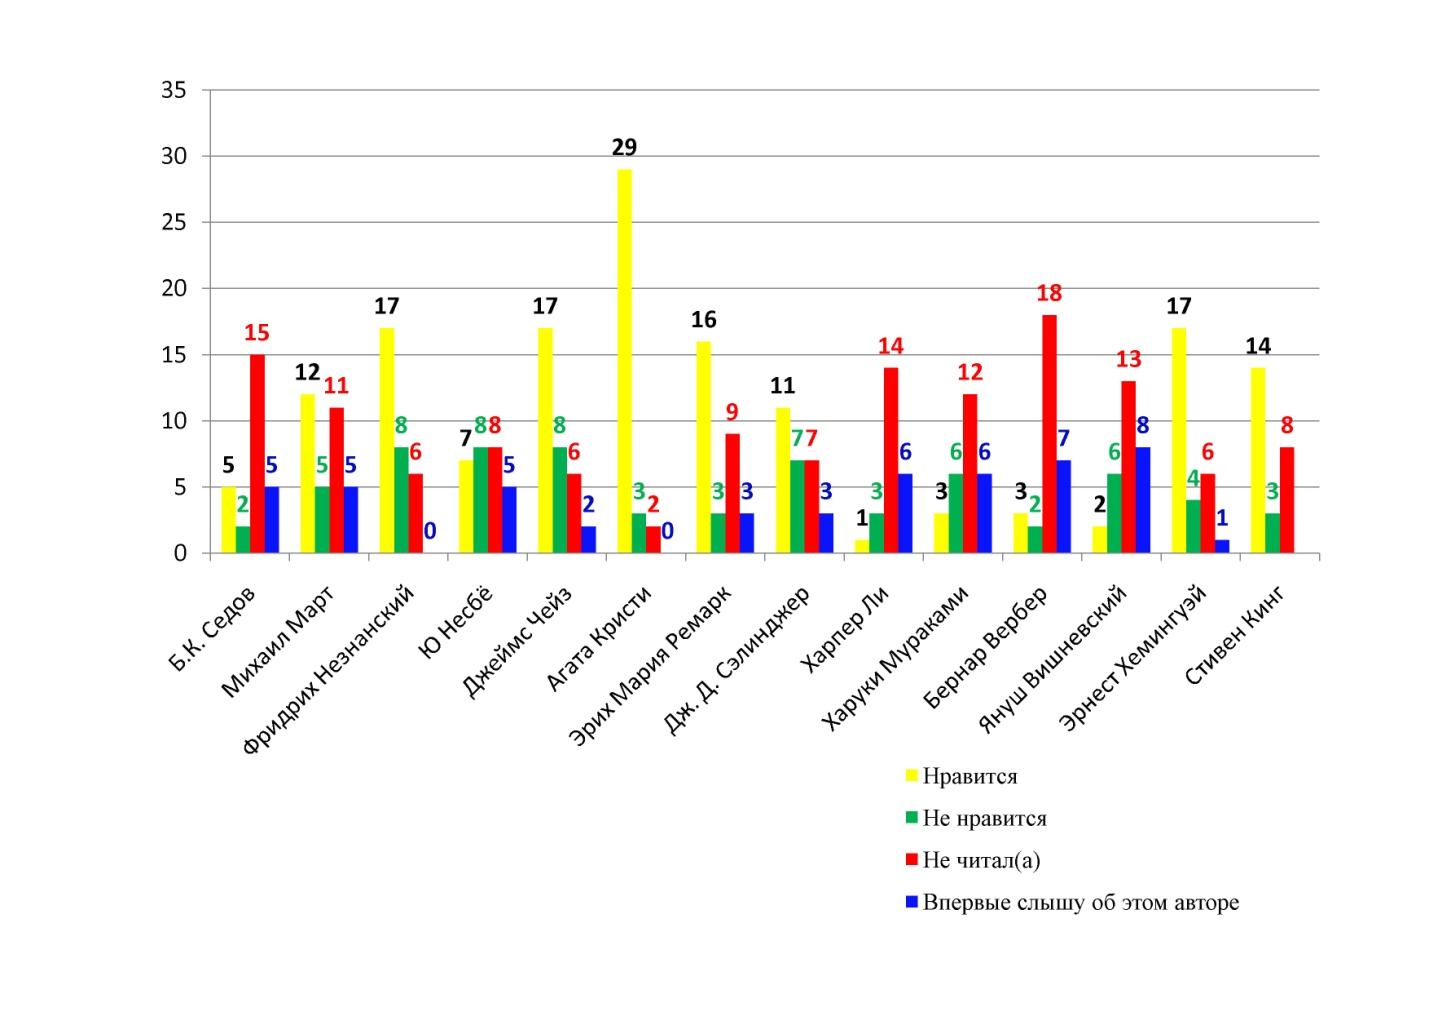 35
30
25
20
15
10
5
0
5 2 15 5
12 5 11 5
17 8 6 0
7 8 8 5
17 8 6 2
29 3 2 0
16 3 9 3
11 7 7 3
1 3 14 6
3 6 12 6
3 2 18 7
2 6 13 8
17 4 6 1
14 3 8
Б.К. Седов
Михаил Март
Фридрих Незнанский
Ю Несбё
Джеймс Чейз
Агата Кристи
Эрих Мария Ремарк
Дж. Д. Сэлинджер
Харпер Ли
Харуки Мураками
Бернар Вербер
Януш Вишневский
Эрнест Хемингуэй
Стивен Кинг
Нравится
Не нравится
Не читал(а)
Впервые слышу об этом авторе